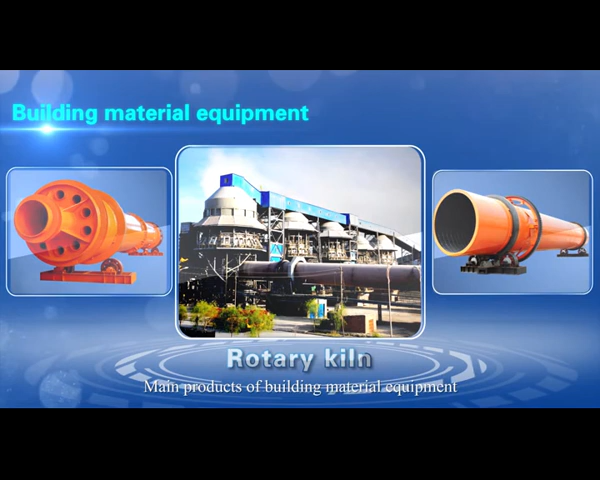 Building material equipment
Rotary kiln
Main products of building material equipment